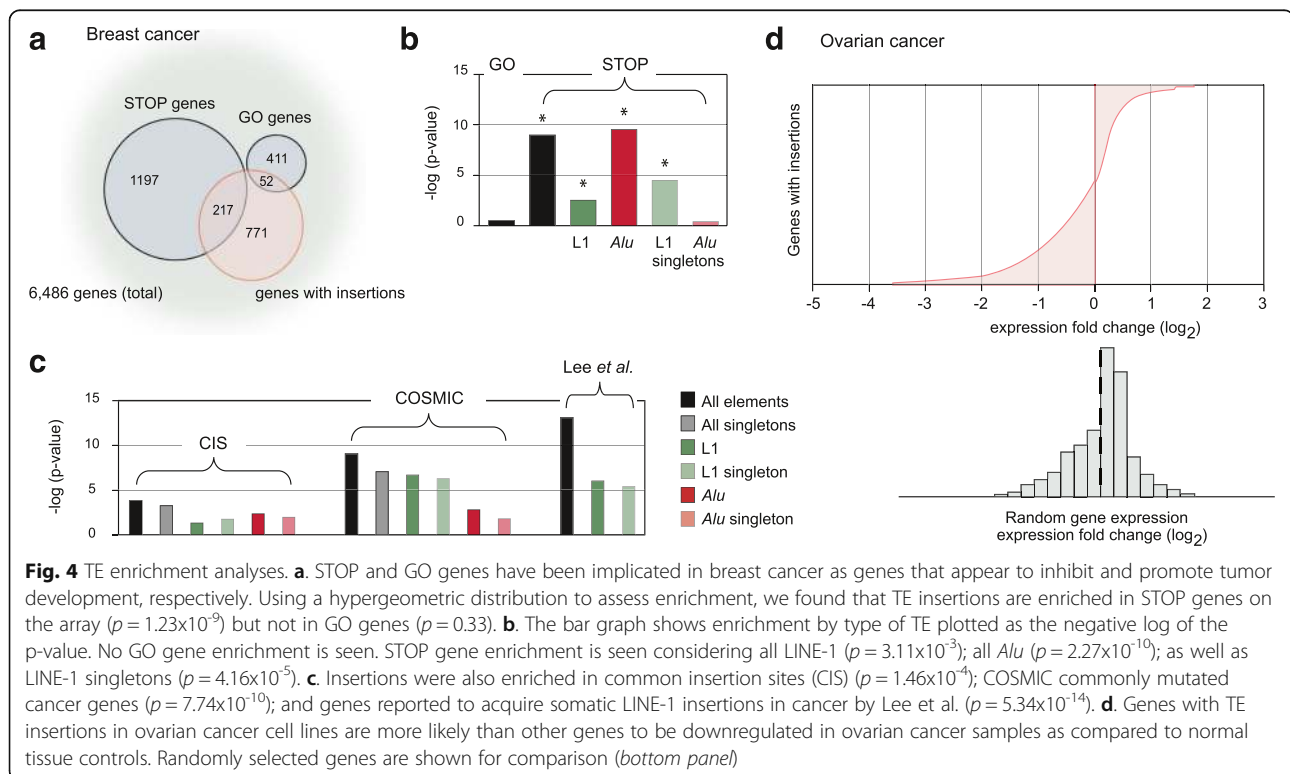 a Breast cancer
STOP genes
GO genes
1197
411
52
217
771
6,486 genes (total)
genes with insertions
b
GO
STOP
15
10
5
0
-log (p-value)
*
*
*
*
L1
Alu
L1
singletons
Alu
singletons
c
15
10
5
0
-log (p-value)
CIS
COSMIC
Lee et al.
All elements
All singletons
L1
L1 singleton
Alu
Alu singleton
d Ovarian cancer
Genes with insertions
-5 -4 -3 -2 -1 0 1 2 3
expression fold change (log2)
Random gene expression
expression fold change (log2)
Fig. 4 TE enrichment analyses. a. STOP and GO genes have been implicated in breast cancer as genes that appear to inhibit and promote tumor
development, respectively. Using a hypergeometric distribution to assess enrichment, we found that TE insertions are enriched in STOP genes on
the array (p = 1.23x10-9) but not in GO genes (p = 0.33). b. The bar graph shows enrichment by type of TE plotted as the negative log of the
p-value. No GO gene enrichment is seen. STOP gene enrichment is seen considering all LINE-1 (p = 3.11x10-3); all Alu (p = 2.27x10-10); as well as
LINE-1 singletons (p = 4.16x10-5). c. Insertions were also enriched in common insertion sites (CIS) (p = 1.46x10-4); COSMIC commonly mutated
cancer genes (p = 7.74x10-10); and genes reported to acquire somatic LINE-1 insertions in cancer by Lee et al. (p = 5.34x10-14). d. Genes with TE
insertions in ovarian cancer cell lines are more likely than other genes to be downregulated in ovarian cancer samples as compared to normal
tissue controls. Randomly selected genes are shown for comparison (bottom panel)